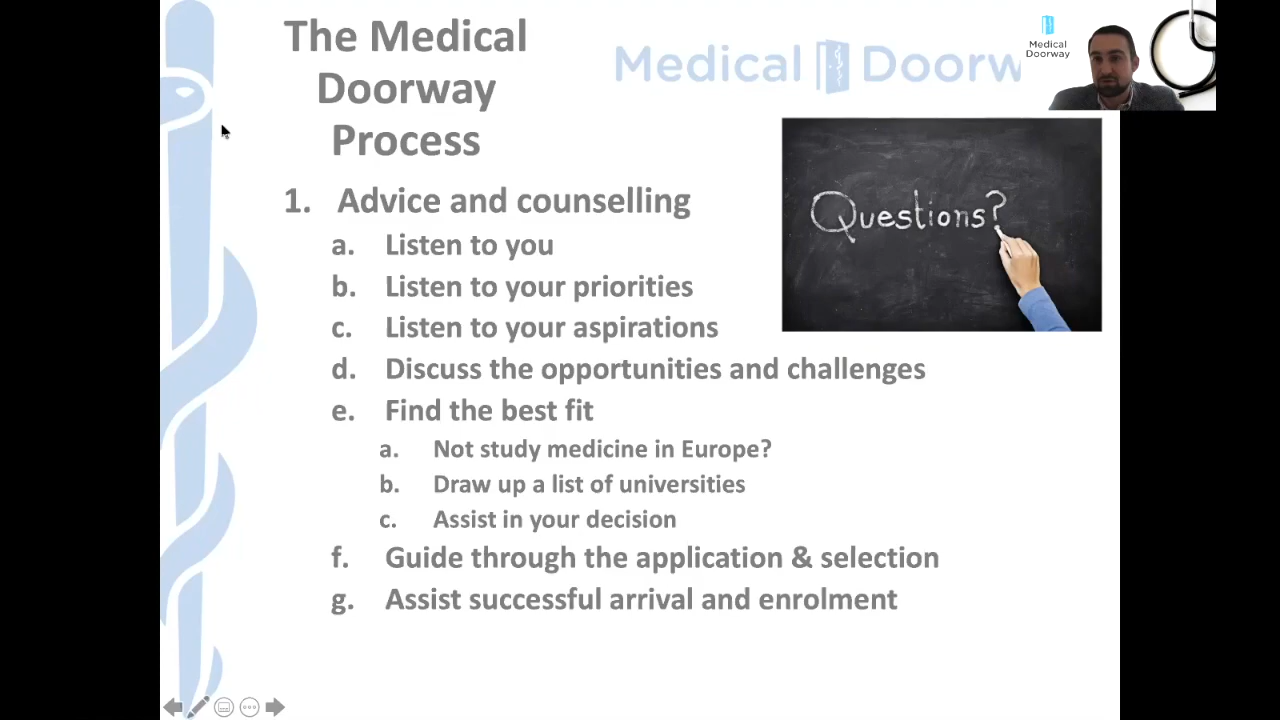 The Medical
Doorway
Process
Medical Doorw
Medical
Doorway
Questions?
1. Advice and counselling
a. Listen to you
b. Listen to your priorities
c. Listen to your aspirations
d. Discuss the opportunities and challenges
e. Find the best fit
a. Not study medicine in Europe?
b. Draw up a list of universities
c. Assist in your decision
f. Guide through the application & selection
g. Assist successful arrival and enrolment